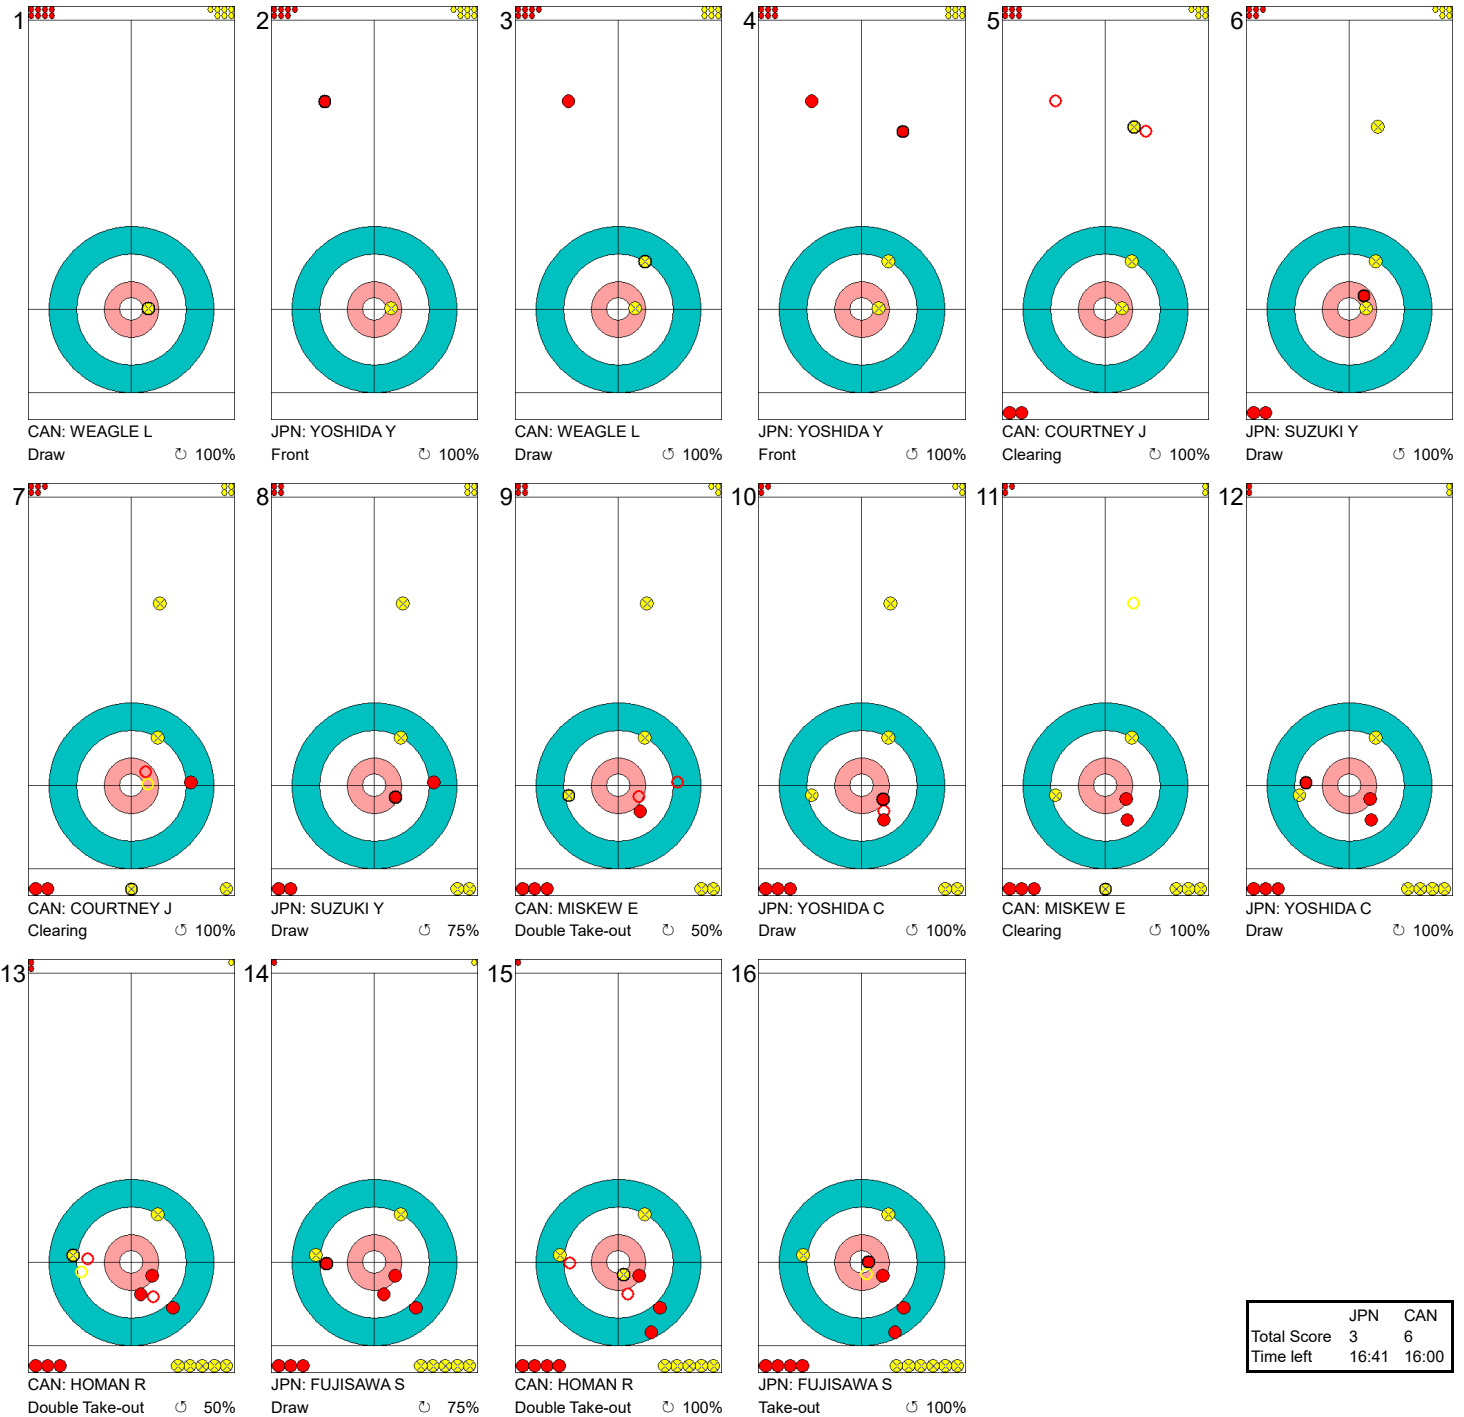 1 2 3 4 5 6
CAN: WEAGLE L JPN: YOSHIDA Y CAN: WEAGLE L JPN: YOSHIDA Y CAN: COURTNEY J JPN: SUZUKI Y
Draw ↻ 100% Front ↻ 100% Draw ↺ 100% Front ↺ 100% Clearing ↻ 100% Draw ↺ 100%
7 8 9 10 11 12
CAN: COURTNEY J JPN: SUZUKI Y CAN: MISKEW E JPN: YOSHIDA C CAN: MISKEW E JPN: YOSHIDA C
Clearing ↺ 100% Draw ↺ 75% Double Take-out ↻ 50% Draw ↺ 100% Clearing ↺ 100% Draw ↻ 100%
13 14 15 16
CAN: HOMAN R JPN: FUJISAWA S CAN: HOMAN R JPN: FUJISAWA S
Double Take-out ↺ 50% Draw ↻ 75% Double Take-out ↻ 100% Take-out ↺ 100%
JPN CAN
Total Score 3 6
Time left 16:41 16:00